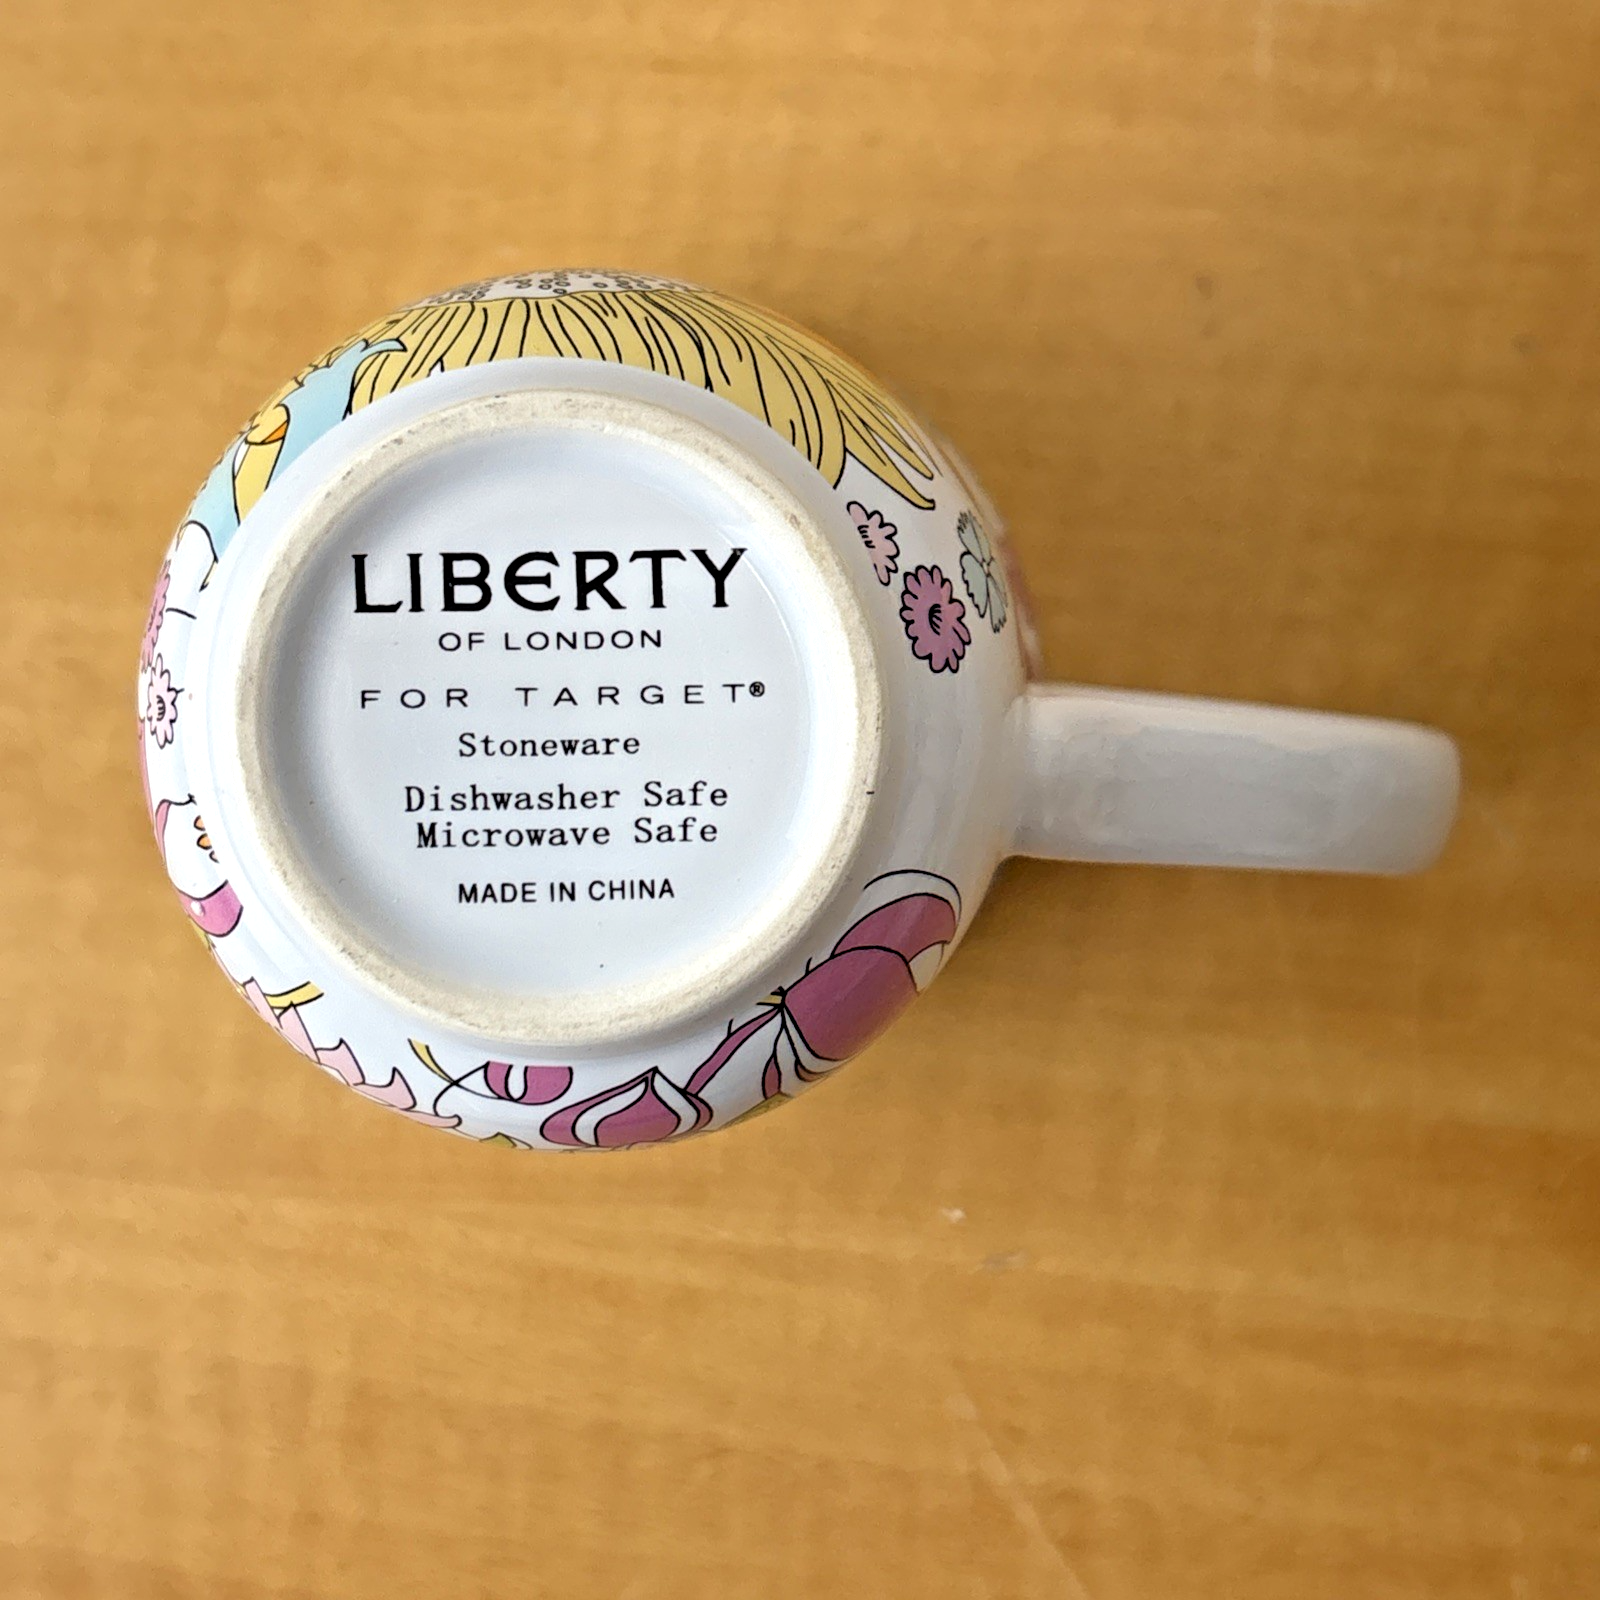 LIBERTY
OF LONDON
FOR TARGET®
Stoneware
Dishwasher Safe
Microwave Safe
MADE IN CHINA